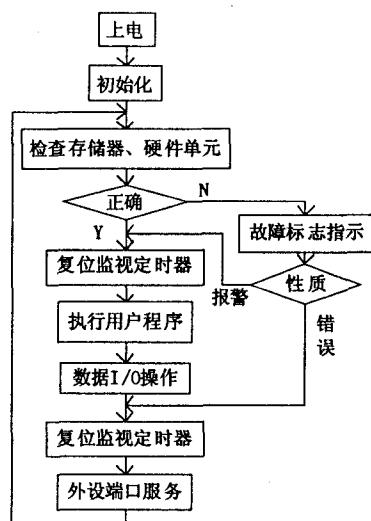 上电
初始化
检查存储器、硬件单元
正确
N
Y
故障标志指示
复位监视定时器
报警
性质
执行用户程序
错误
数据I/O操作
复位监视定时器
外设端口服务